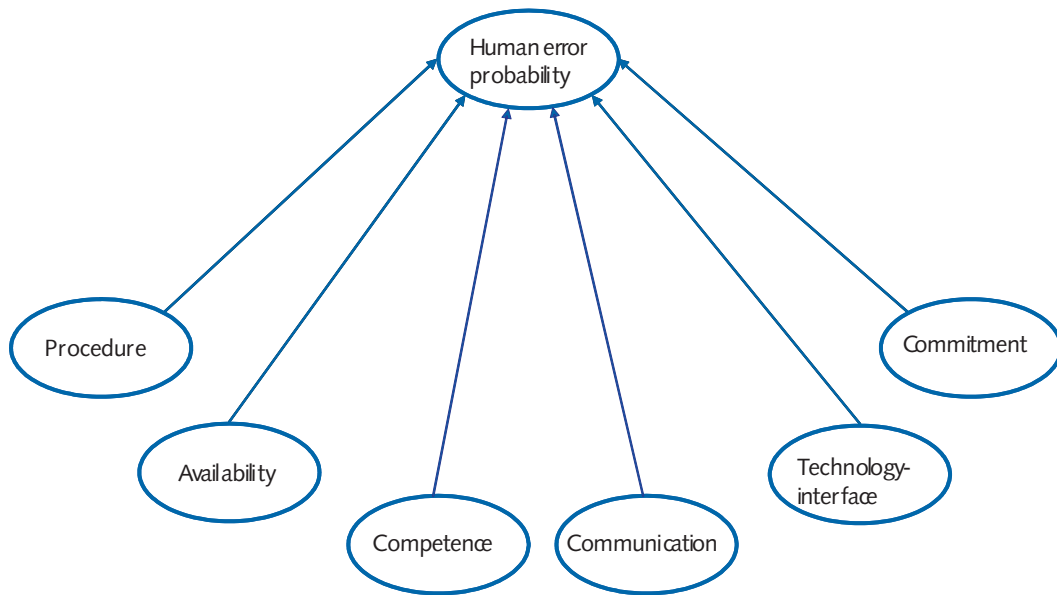 Human error
probability
Procedure
Commitment
Availability
Technology-
interface
Competence
Communication